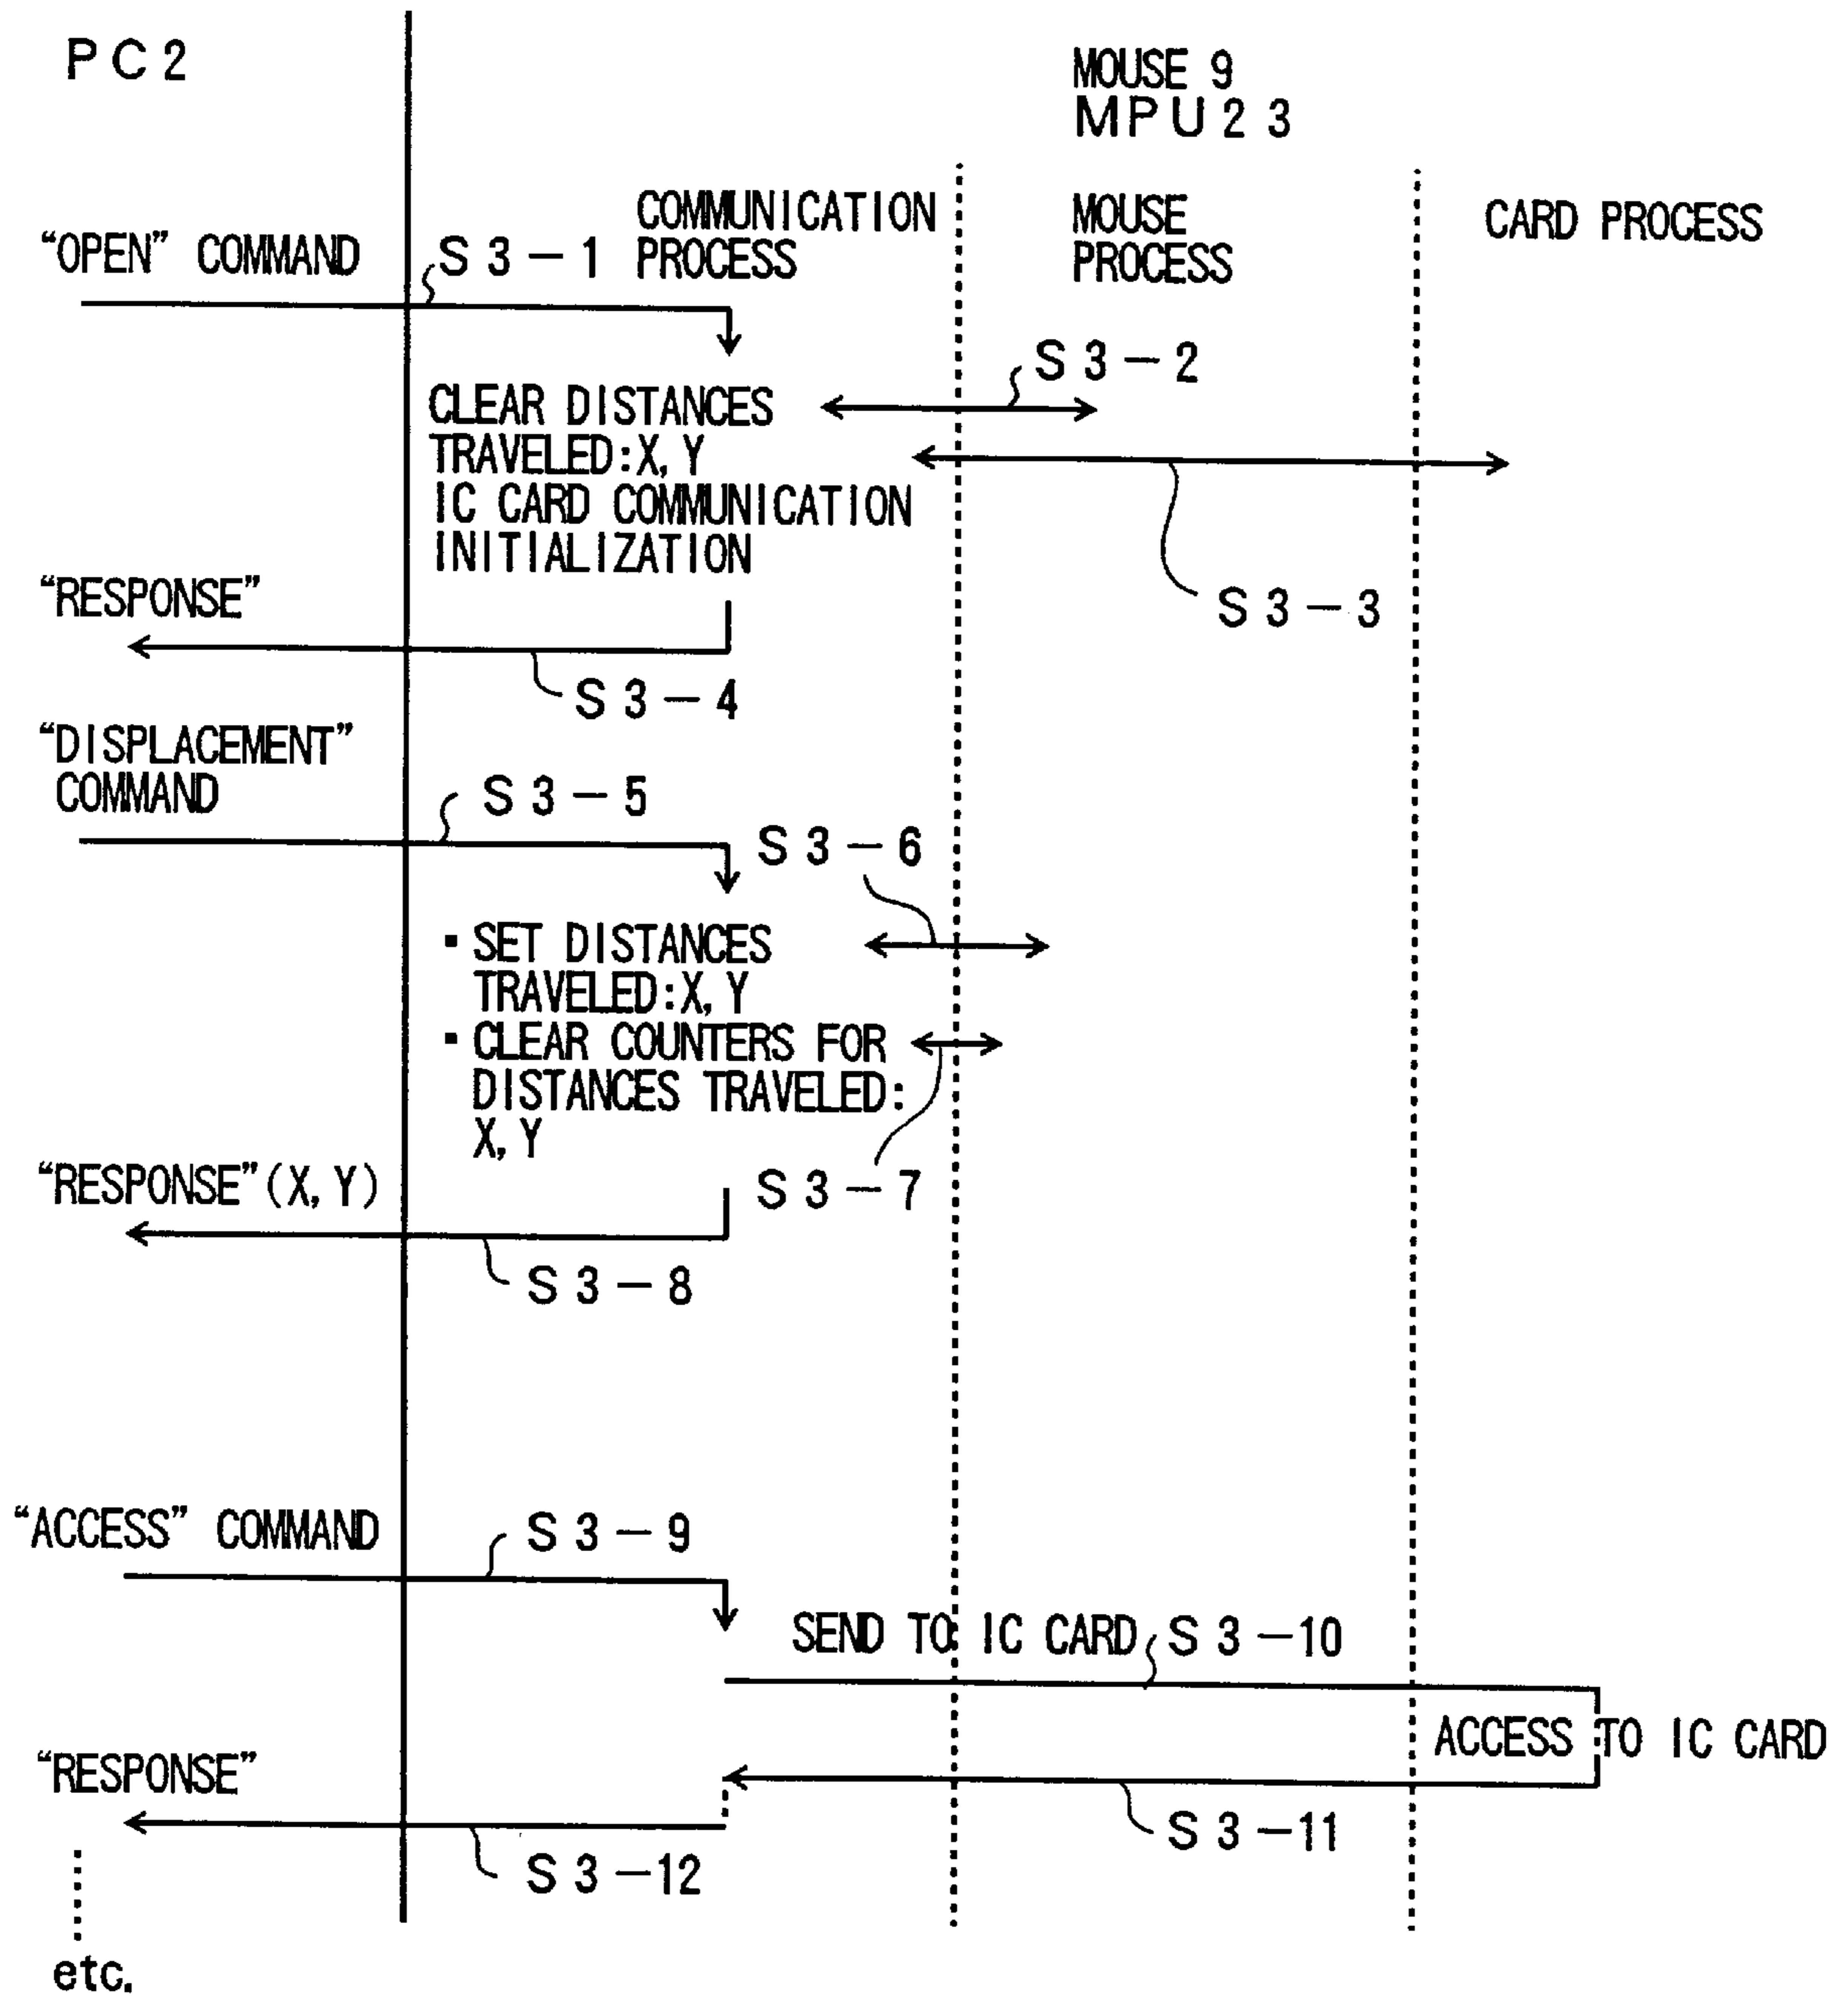 PC2
MOUSE 9
MPU23
COMMUNICATION
PROCESS
MOUSE
PROCESS
CARD PROCESS
“OPEN” COMMAND
S3-1
S3-2
CLEAR DISTANCES
TRAVELED:X,Y
IC CARD COMMUNICATION
INITIALIZATION
S3-3
“RESPONSE”
S3-4
“DISPLACEMENT”
COMMAND
S3-5
S3-6
▪ SET DISTANCES
TRAVELED:X,Y
▪ CLEAR COUNTERS FOR
DISTANCES TRAVELED:
X,Y
S3-7
“RESPONSE”(X,Y)
S3-8
“ACCESS” COMMAND
S3-9
SEND TO IC CARD
S3-10
ACCESS TO IC CARD
“RESPONSE”
S3-11
S3-12
etc.